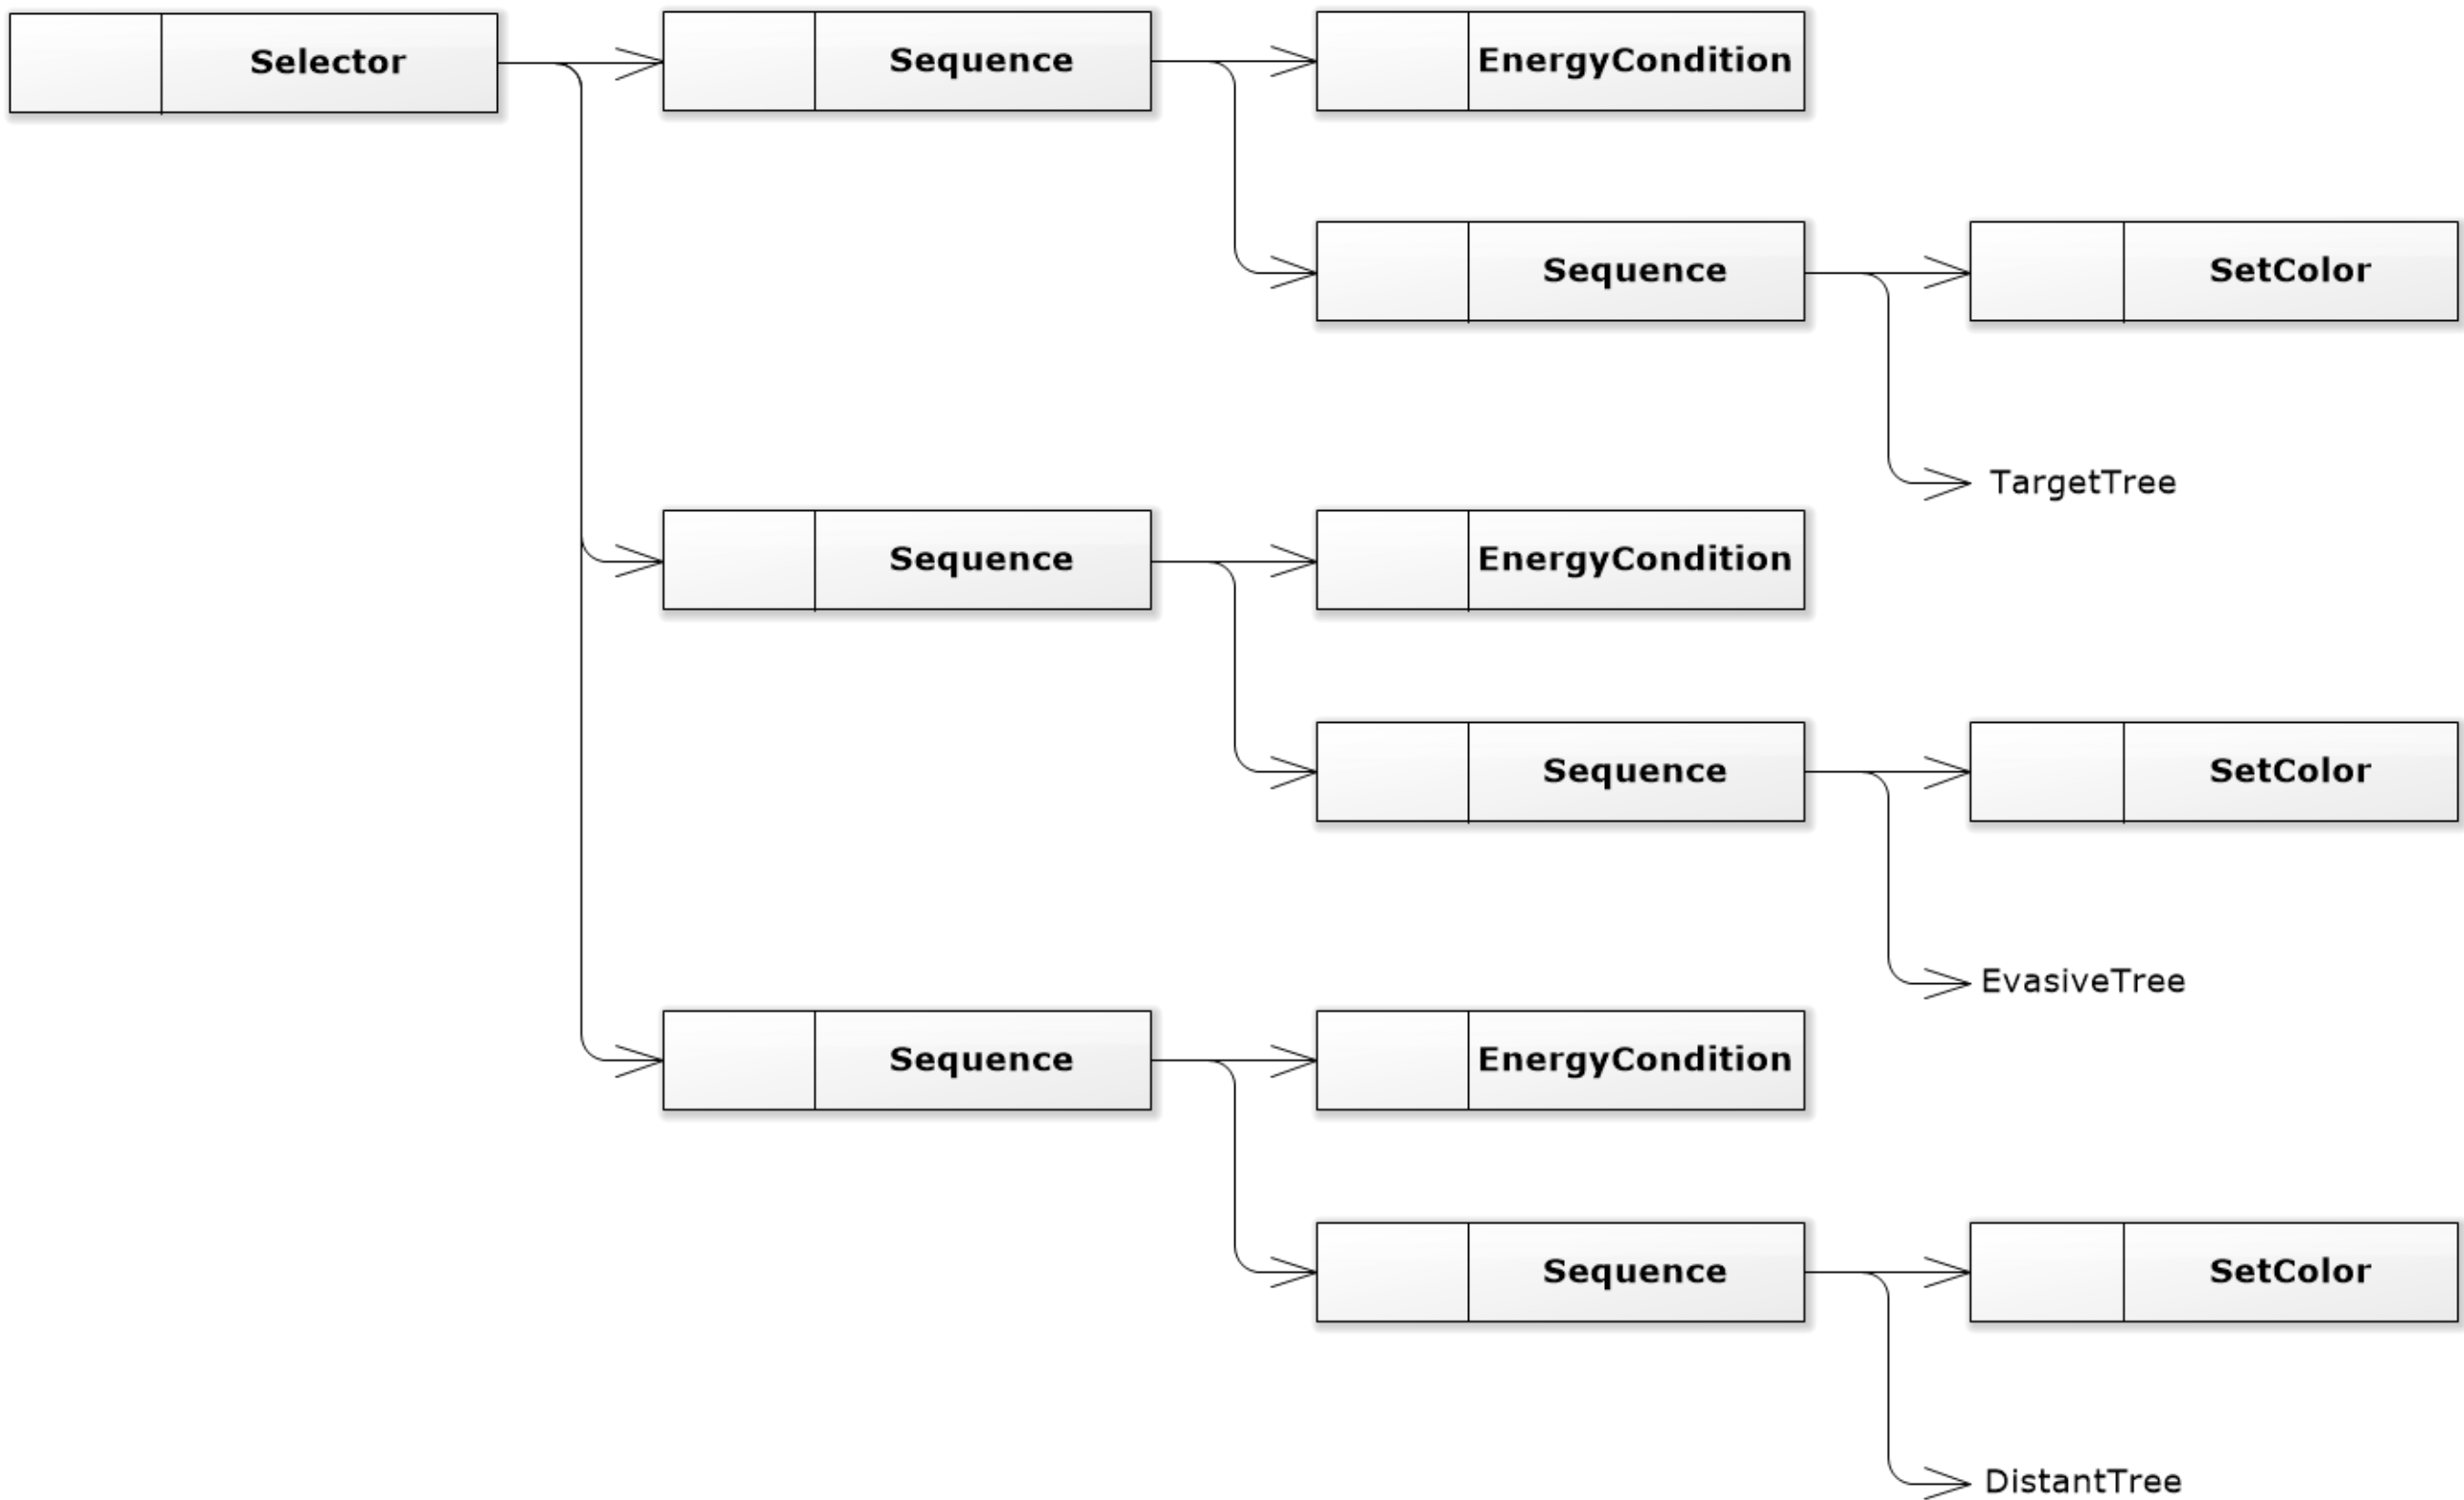 Selector
Sequence
EnergyCondition
Sequence
SetColor
TargetTree
Sequence
EnergyCondition
Sequence
SetColor
EvasiveTree
Sequence
EnergyCondition
Sequence
SetColor
DistantTree